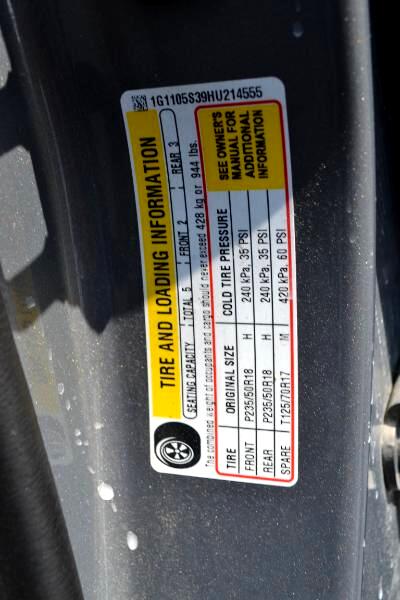 1G1105S39HU214555
TIRE AND LOADING INFORMATION
SEATING CAPACITY TOTAL 5 FRONT 2 REAR 3
The combined weight of occupants and cargo should never exceed 428 kg or 944 lbs.
TIRE ORIGINAL SIZE COLD TIRE PRESSURE
FRONT P235/50R18 H 240 kPa, 35 PSI
REAR P235/50R18 H 240 kPa, 35 PSI
SPARE T125/70R17 M 420 kPa, 60 PSI
SEE OWNER'S
MANUAL FOR
ADDITIONAL
INFORMATION